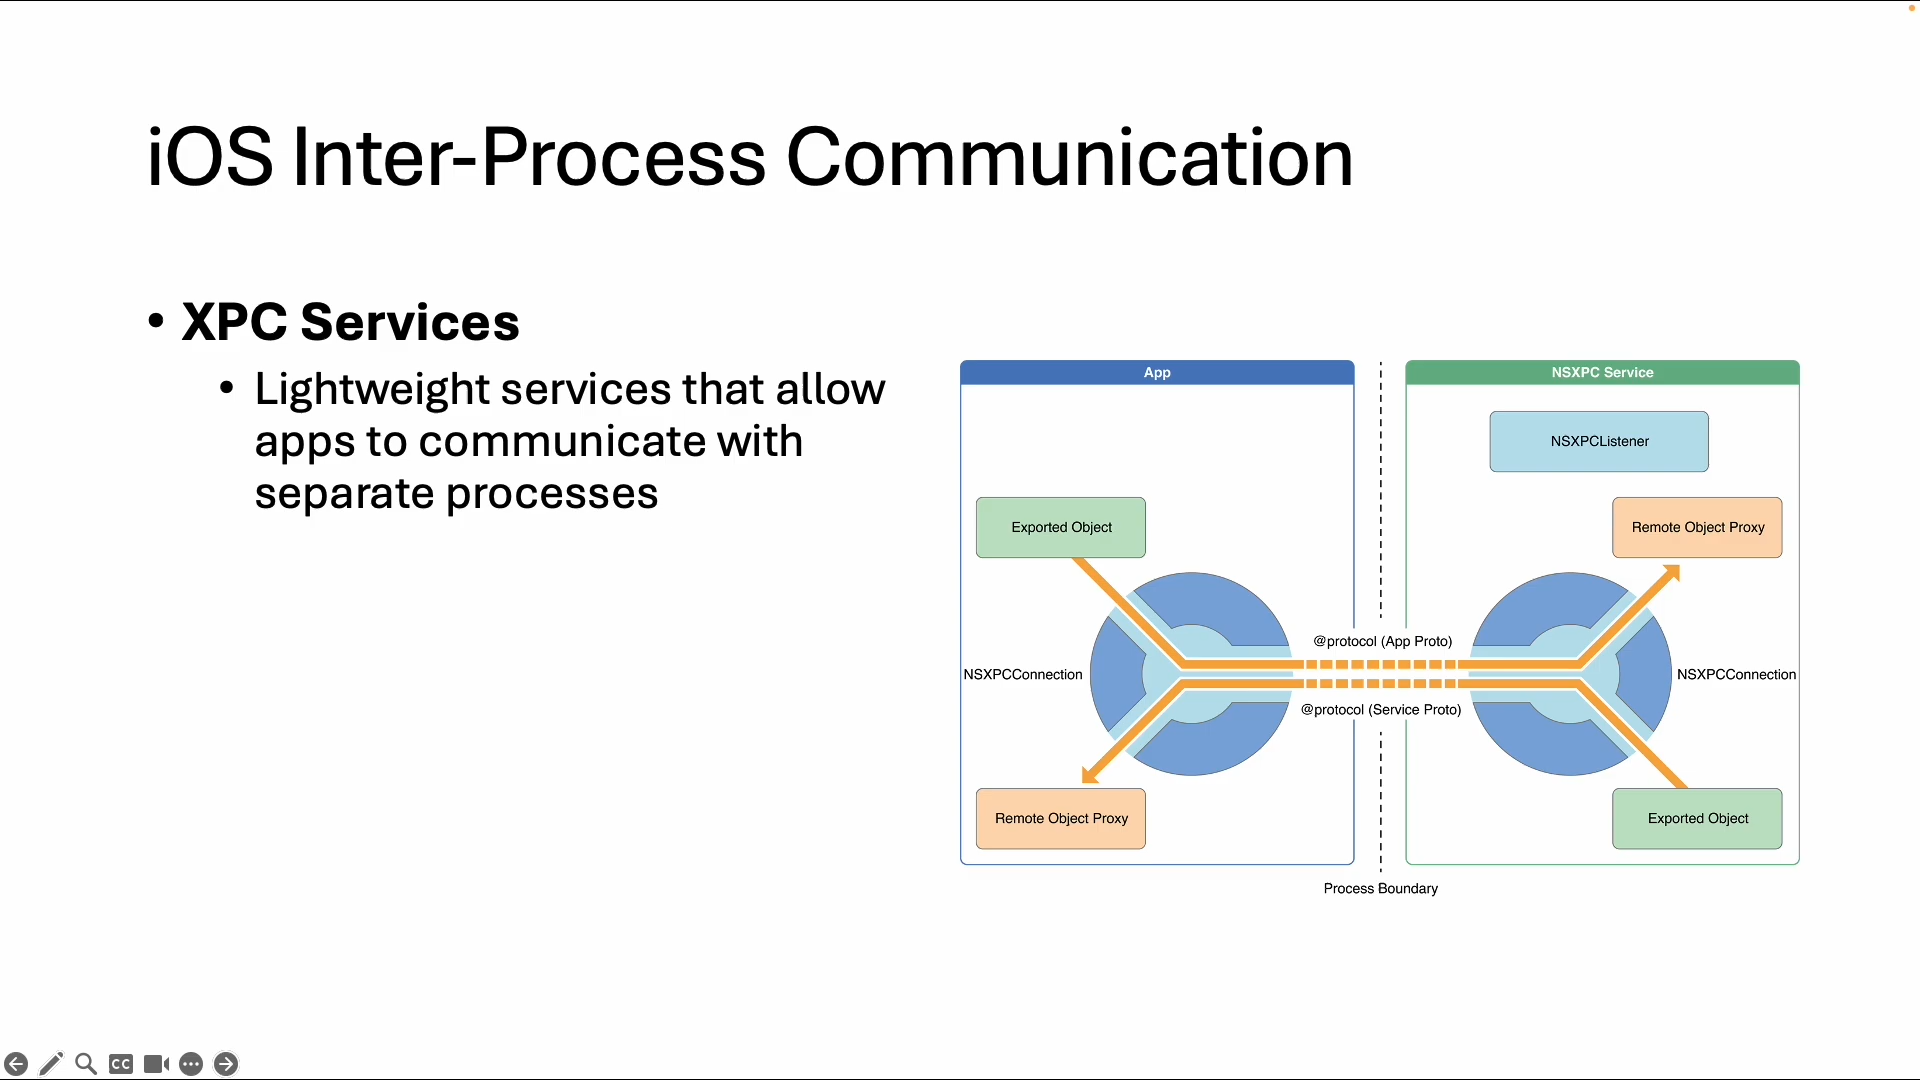 iOS Inter-Process Communication
• XPC Services
• Lightweight services that allow
apps to communicate with
separate processes
App
NSXPC Service
NSXPCListener
Exported Object
Remote Object Proxy
@protocol (App Proto)
NSXPCConnection
NSXPCConnection
@protocol (Service Proto)
Remote Object Proxy
Exported Object
Process Boundary
CC